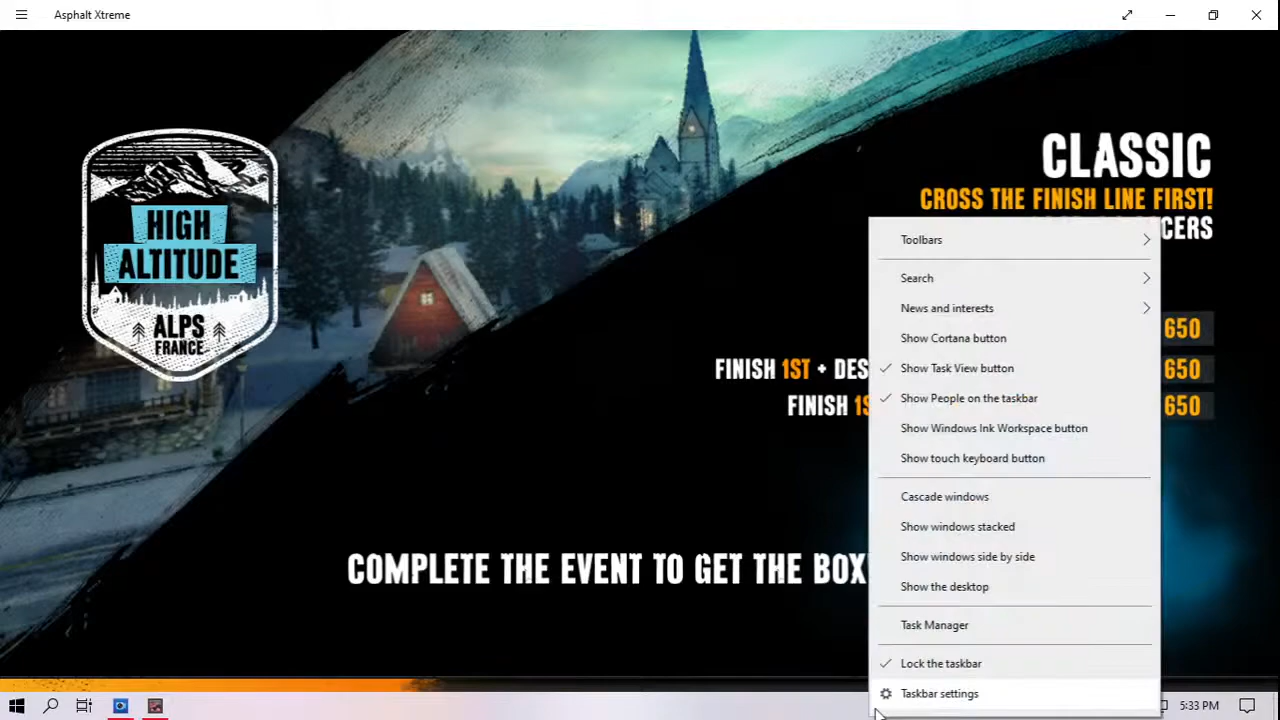 Asphalt Xtreme
HIGH
ALTITUDE
ALPS
FRANCE
CLASSIC
CROSS THE FINISH LINE FIRST!
CERS
650
FINISH 1ST + DES
650
FINISH 1S
650
COMPLETE THE EVENT TO GET THE BOX
Toolbars
Search
News and interests
Show Cortana button
Show Task View button
Show People on the taskbar
Show Windows Ink Workspace button
Show touch keyboard button
Cascade windows
Show windows stacked
Show windows side by side
Show the desktop
Task Manager
Lock the taskbar
Taskbar settings
5:33 PM